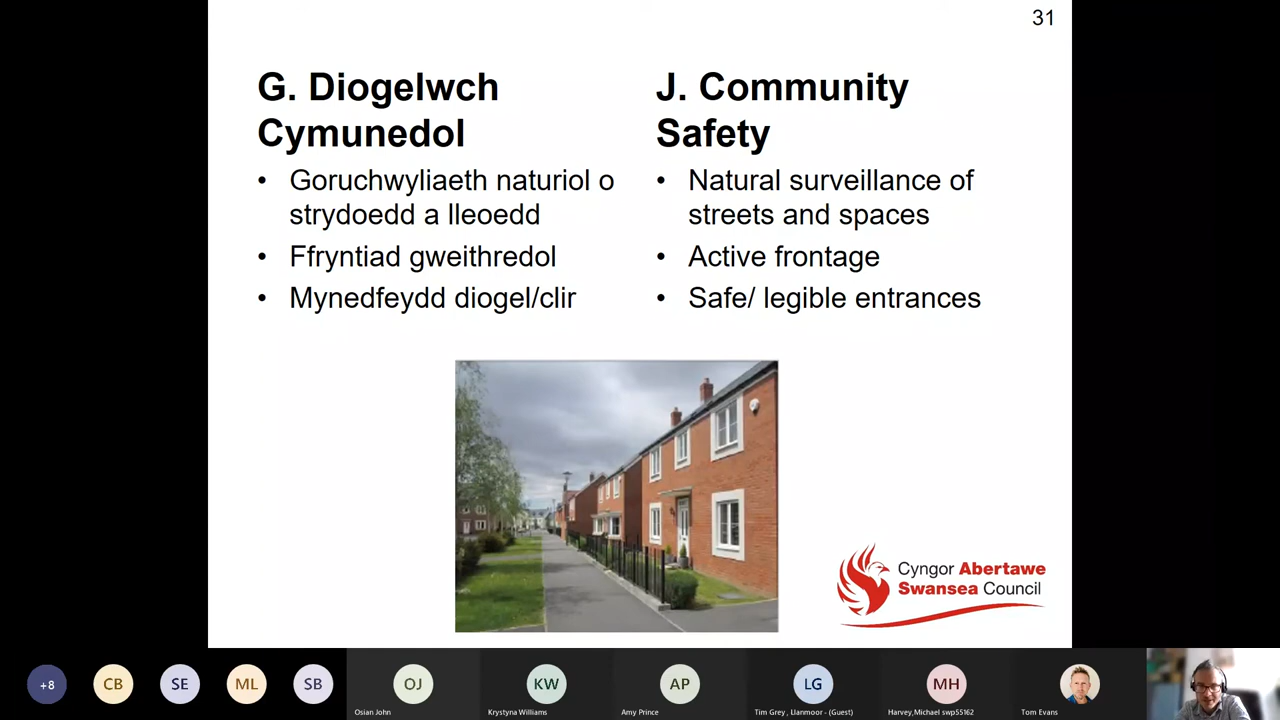 31
G. Diogelwch
Cymunedol
• Goruchwyliaeth naturiol o
strydoedd a lleoedd
• Ffryntiad gweithredol
• Mynedfeydd diogel/clir
J. Community
Safety
• Natural surveillance of
streets and spaces
• Active frontage
• Safe/ legible entrances
Cyngor Abertawe
Swansea Council
+8
CB
SE
ML
SB
OJ
Osian John
KW
Krystyna Williams
AP
Amy Prince
LG
Tim Grey , Llanmoor - (Guest)
MH
Harvey,Michael swp55162
Tom Evans